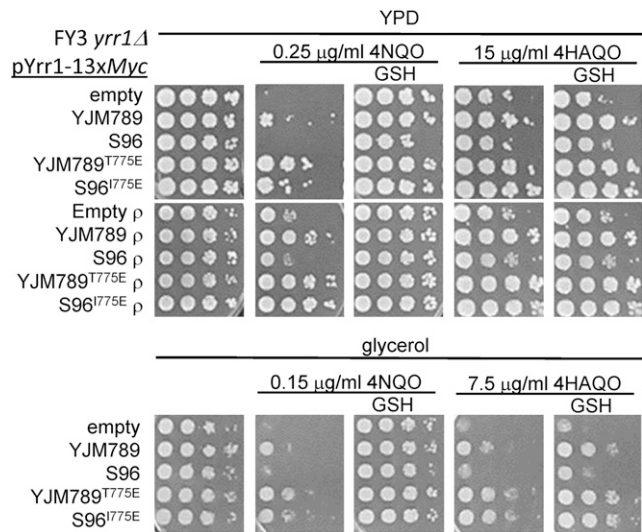 FY3 yrr1Δ
pYrr1-13xMyc
YPD
0.25 μg/ml 4NQO
15 μg/ml 4HAQO
GSH
GSH
empty
YJM789
S96
YJM789T775E
S96I775E
Empty ρ
YJM789 ρ
S96 ρ
YJM789T775E ρ
S96I775E ρ
glycerol
0.15 μg/ml 4NQO
7.5 μg/ml 4HAQO
GSH
GSH
empty
YJM789
S96
YJM789T775E
S96I775E